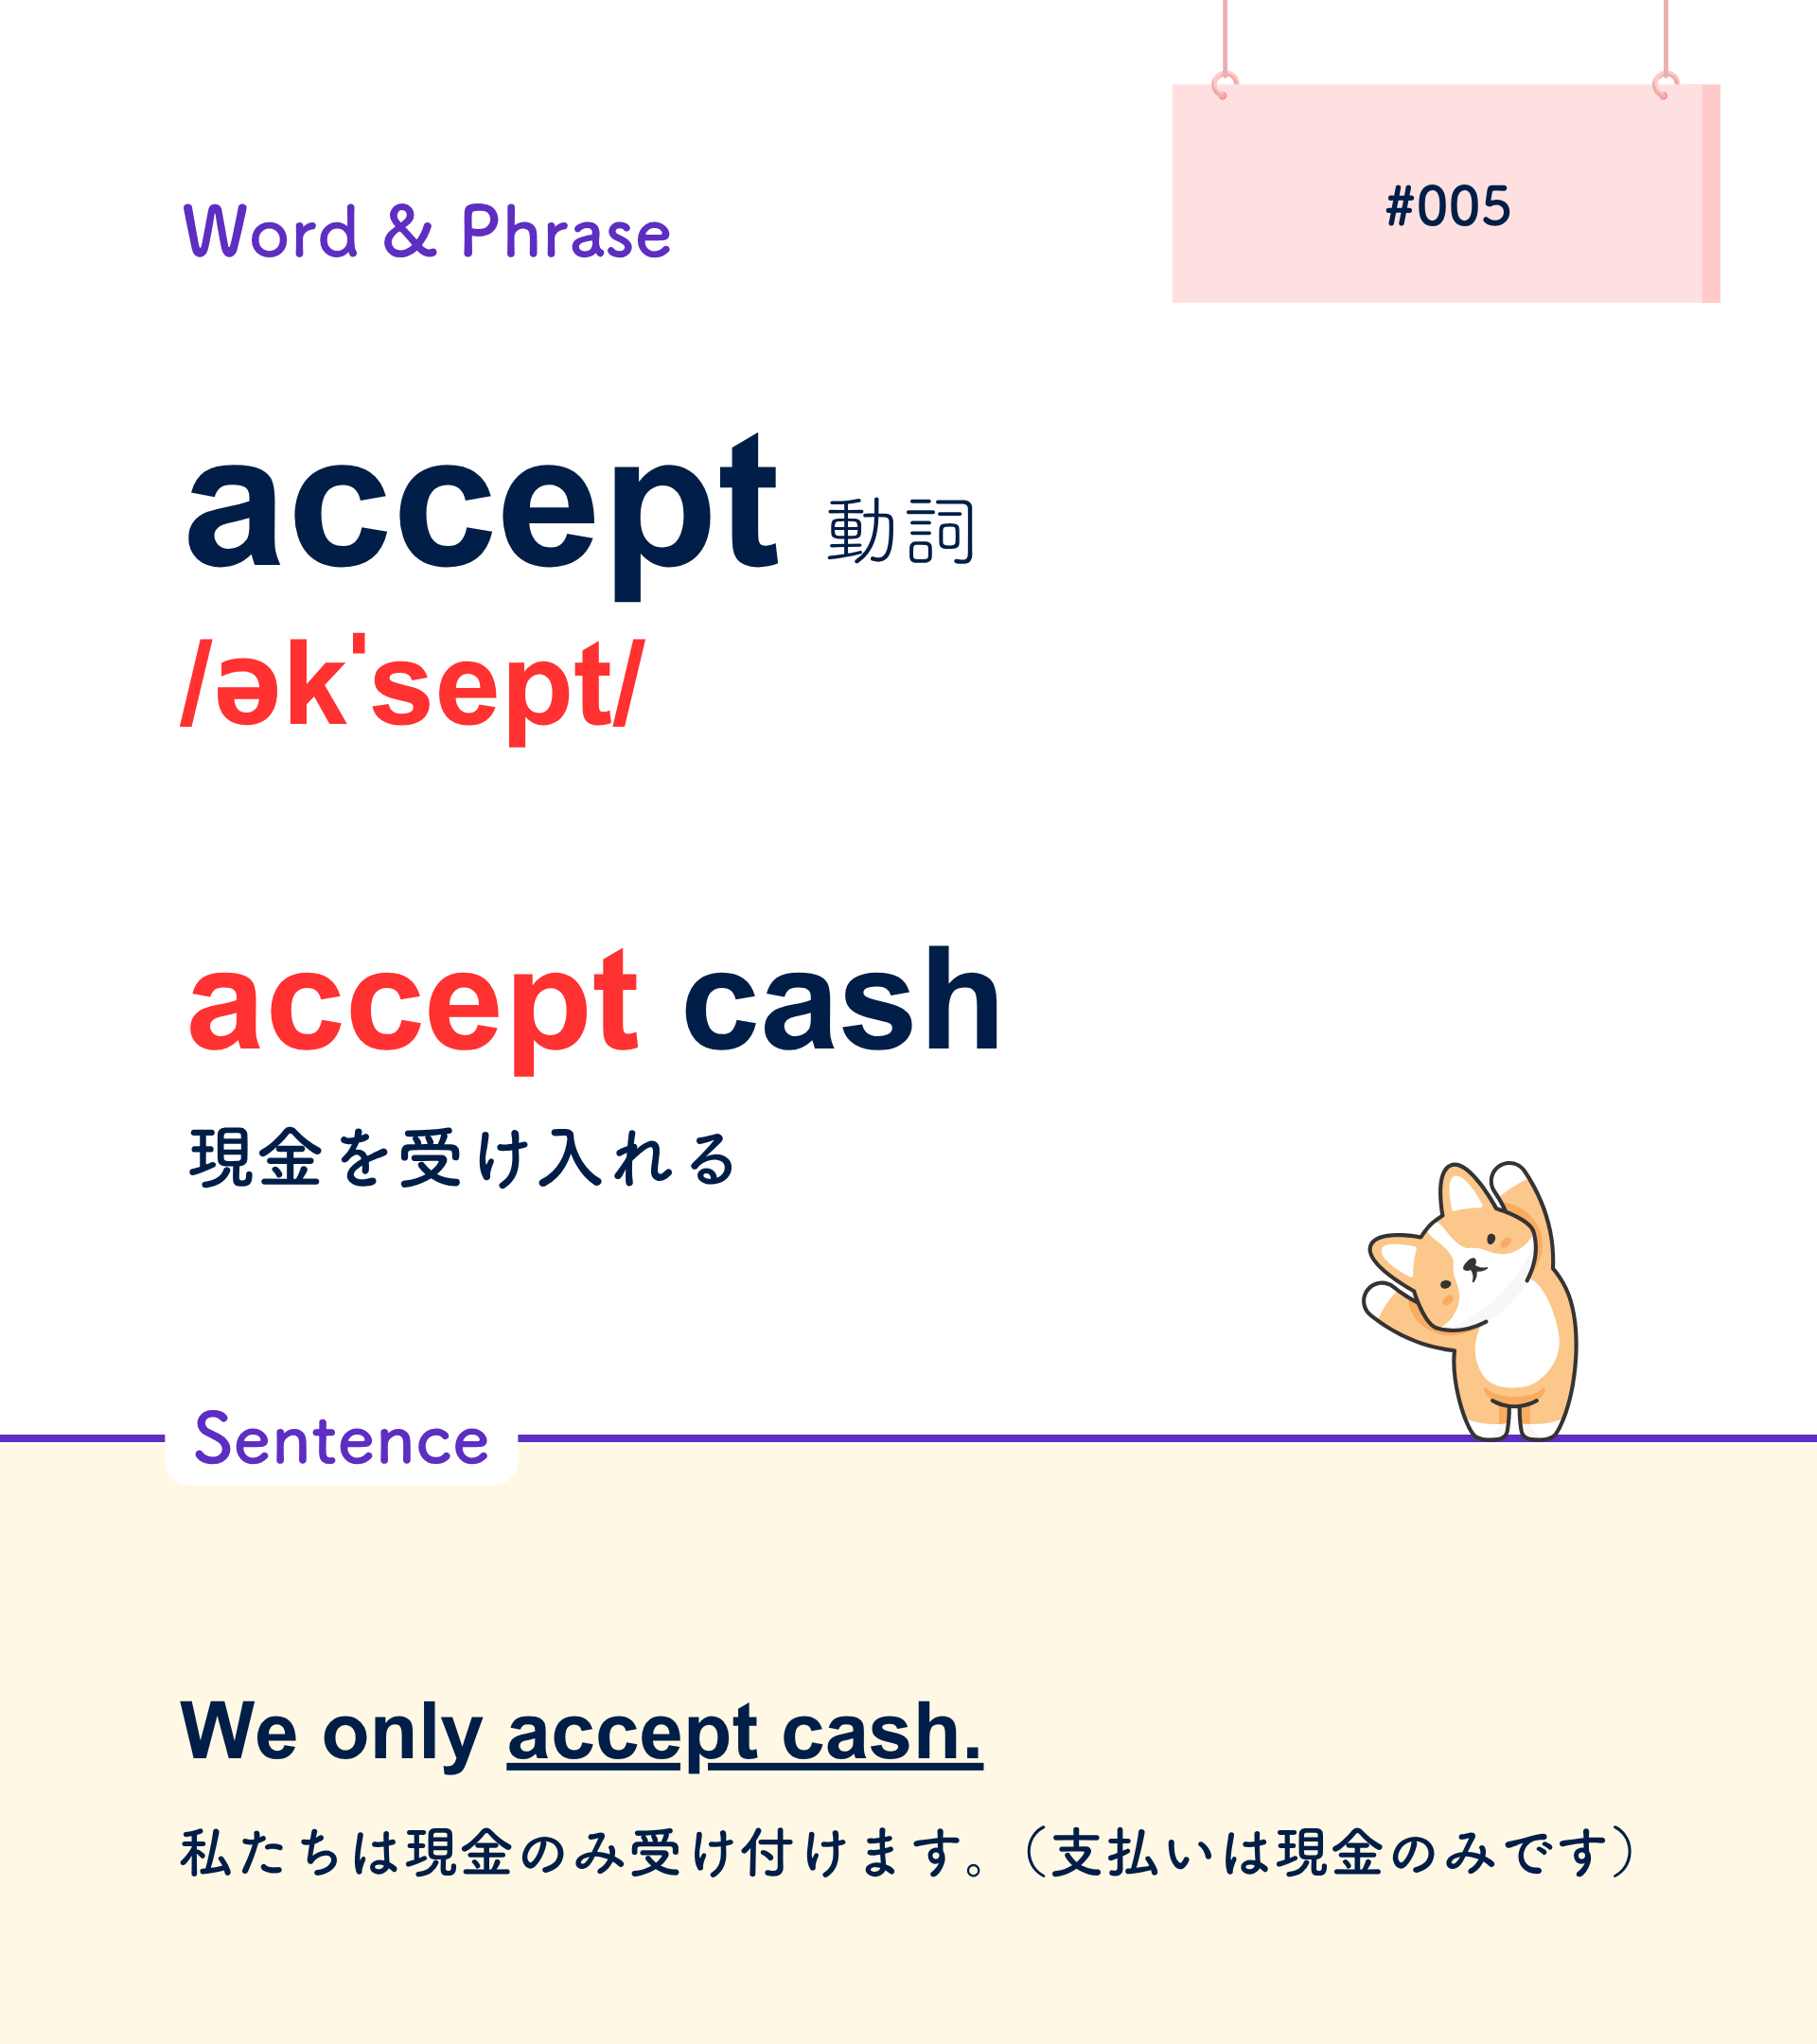 #005
Word & Phrase
accept 動詞
/əkˈsept/
accept cash
現金を受け入れる
Sentence
We only accept cash.
私たちは現金のみ受け付けます。（支払いは現金のみです）